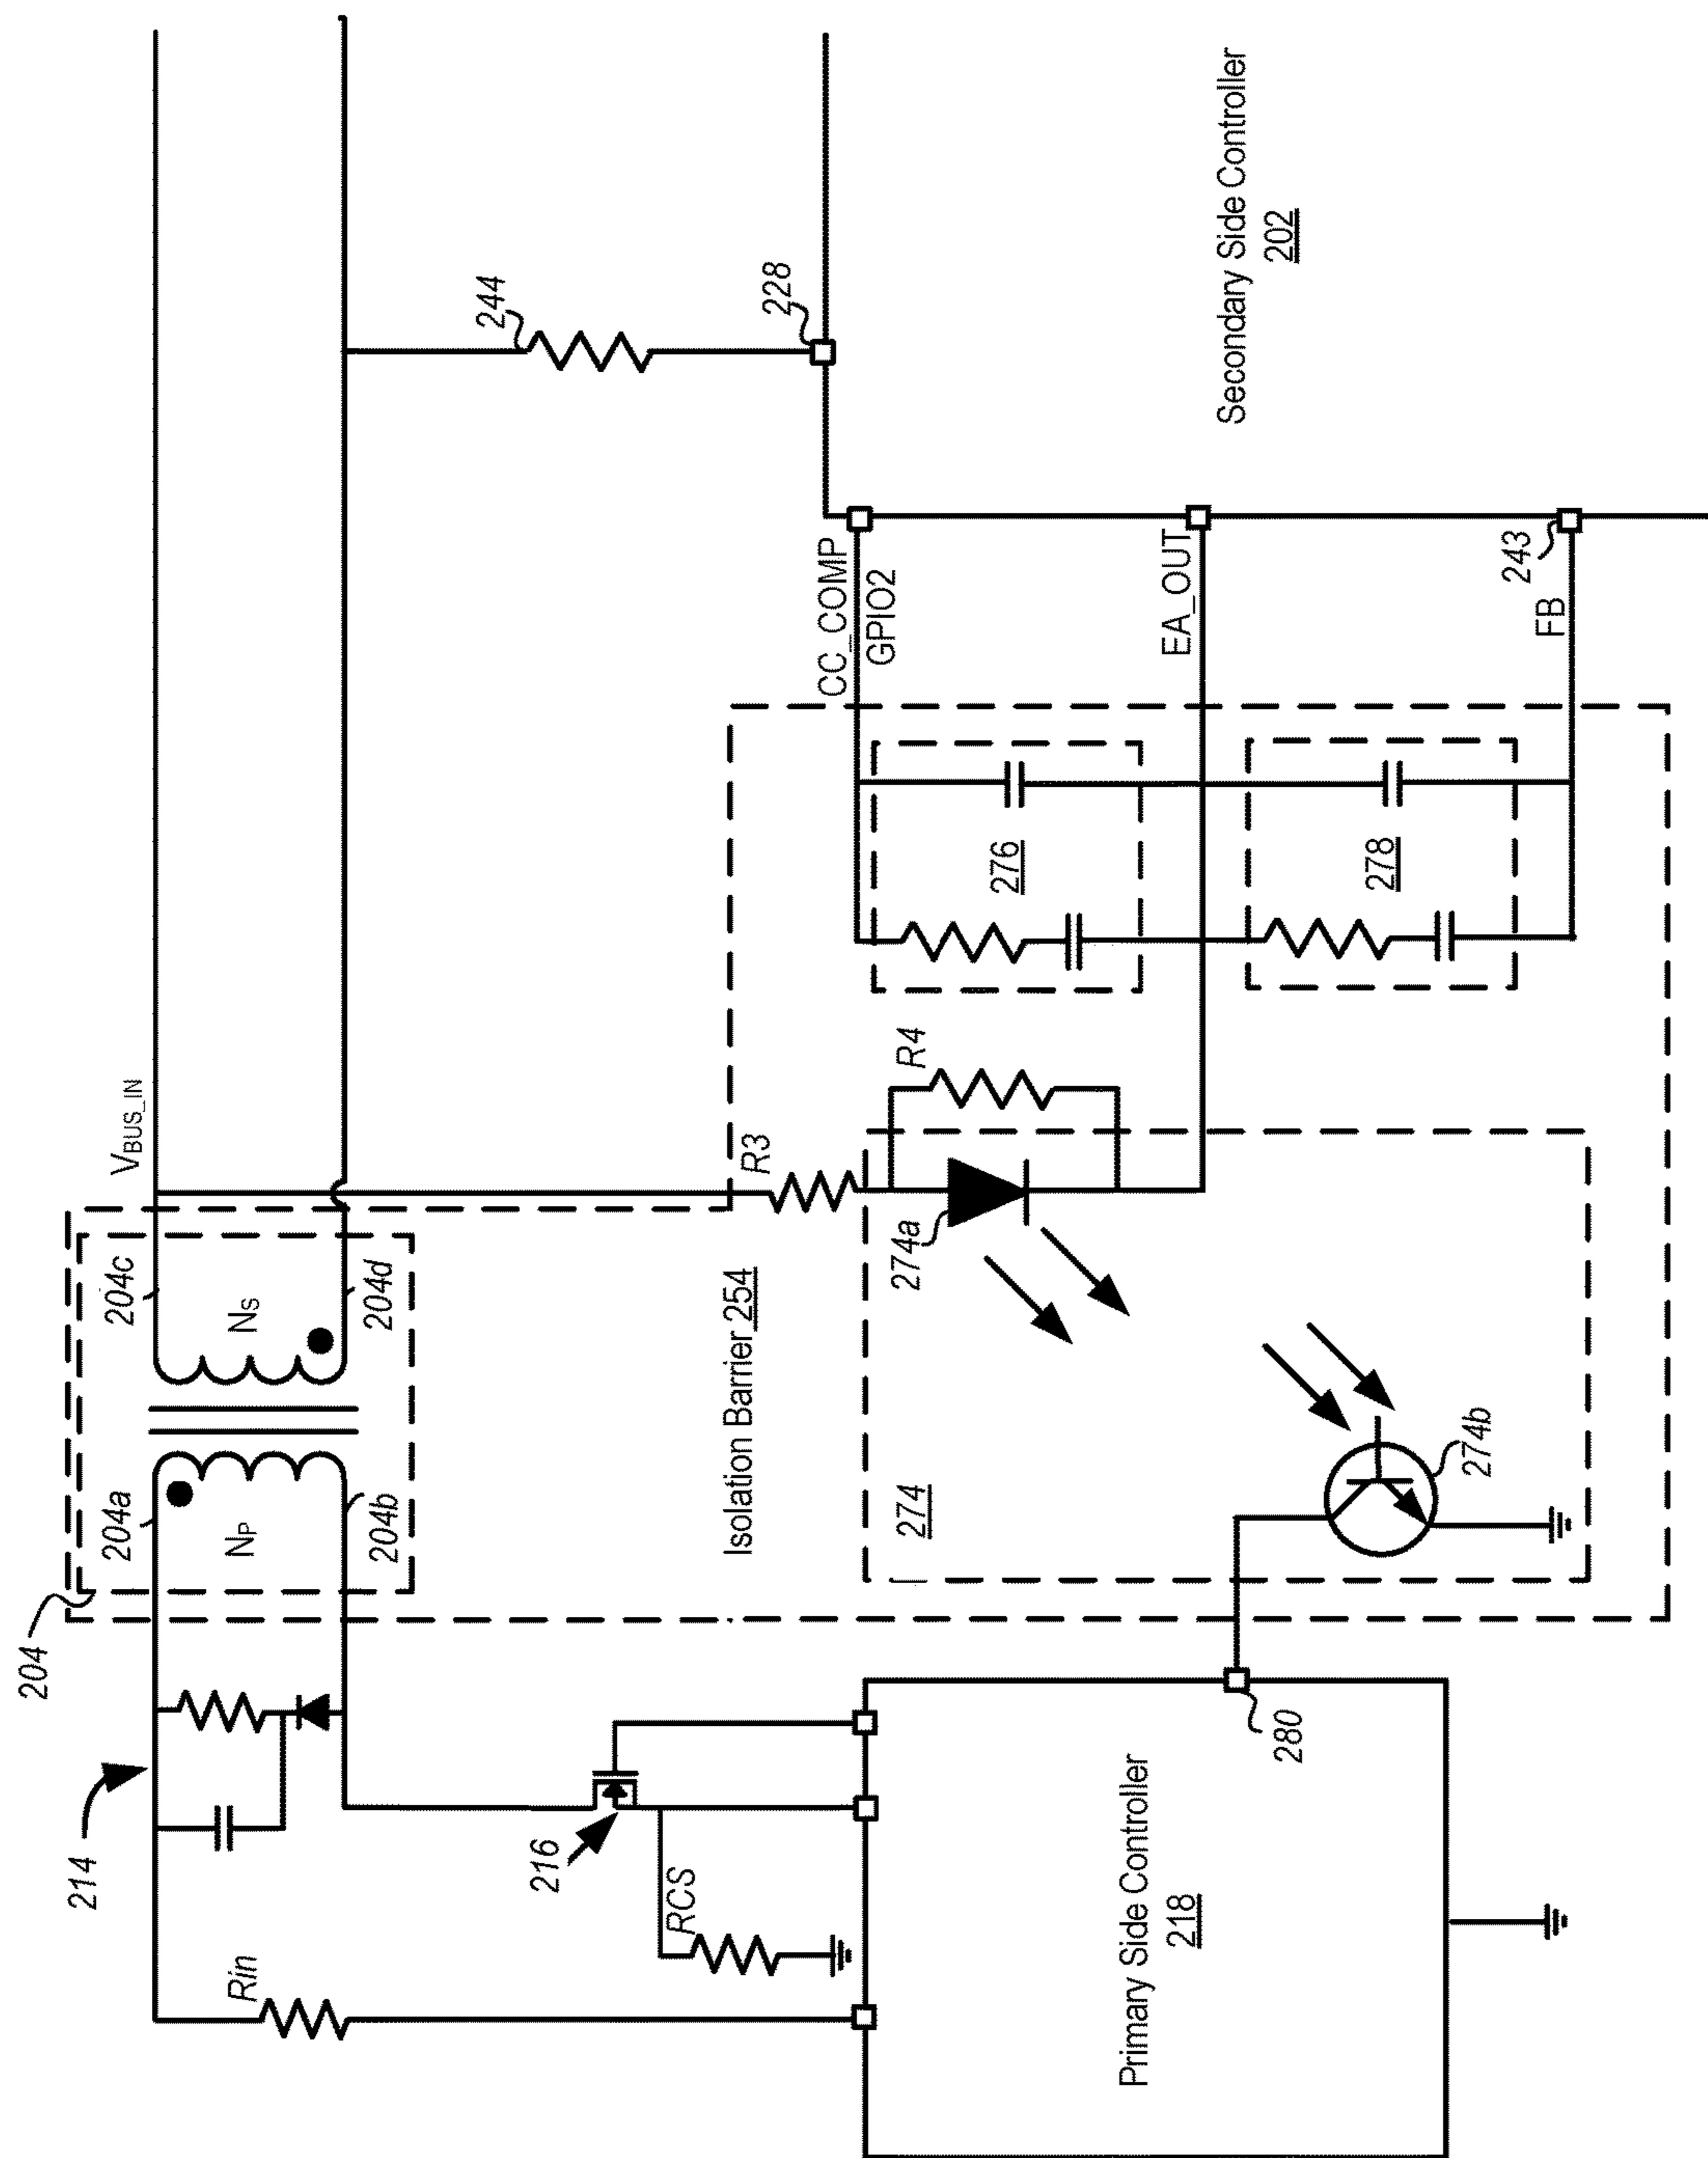 204
204a
NP
204b
204c
NS
204d
VBUS_IN
214
Rin
216
RCS
Isolation Barrier 254
R3
R4
274a
274
274b
276
278
244
228
CC_COMP
GPIO2
EA_OUT
FB
243
Secondary Side Controller
202
280
Primary Side Controller
218